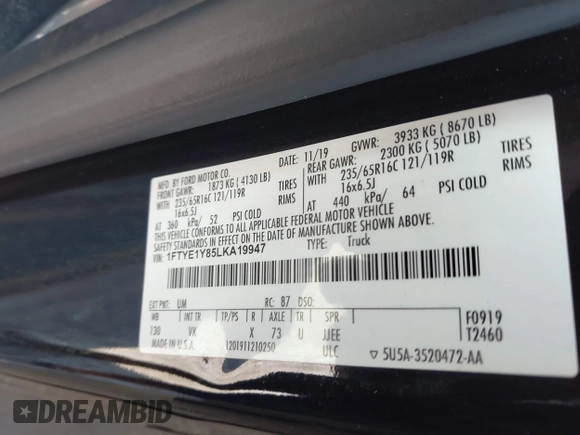 MFD. BY FORD MOTOR CO.
DATE: 11/19 GVWR: 3933 KG ( 8670 LB)
FRONT GAWR: 1873 KG ( 4130 LB)
REAR GAWR: 2300 KG ( 5070 LB)
WITH 235/65R16C 121/119R TIRES
WITH 235/65R16C 121/119R TIRES
16x6.5J RIMS
16x6.5J RIMS
AT 360 kPa/ 52 PSI COLD
AT 440 kPa/ 64 PSI COLD
THIS VEHICLE CONFORMS TO ALL APPLICABLE FEDERAL MOTOR VEHICLE
SAFETY STANDARDS IN EFFECT ON THE DATE OF MANUFACTURE SHOWN ABOVE.
VIN: 1FTYE1Y85LKA19947
TYPE: Truck
EXT PNT: UM RC: 87 DSO:
WB INT TR TP/PS R AXLE TR SPR F0919
130 VK X 73 U JJEE T2460
MADE IN U.S.A. 1201911210250 ULC 5U5A-3520472-AA
DREAMBID